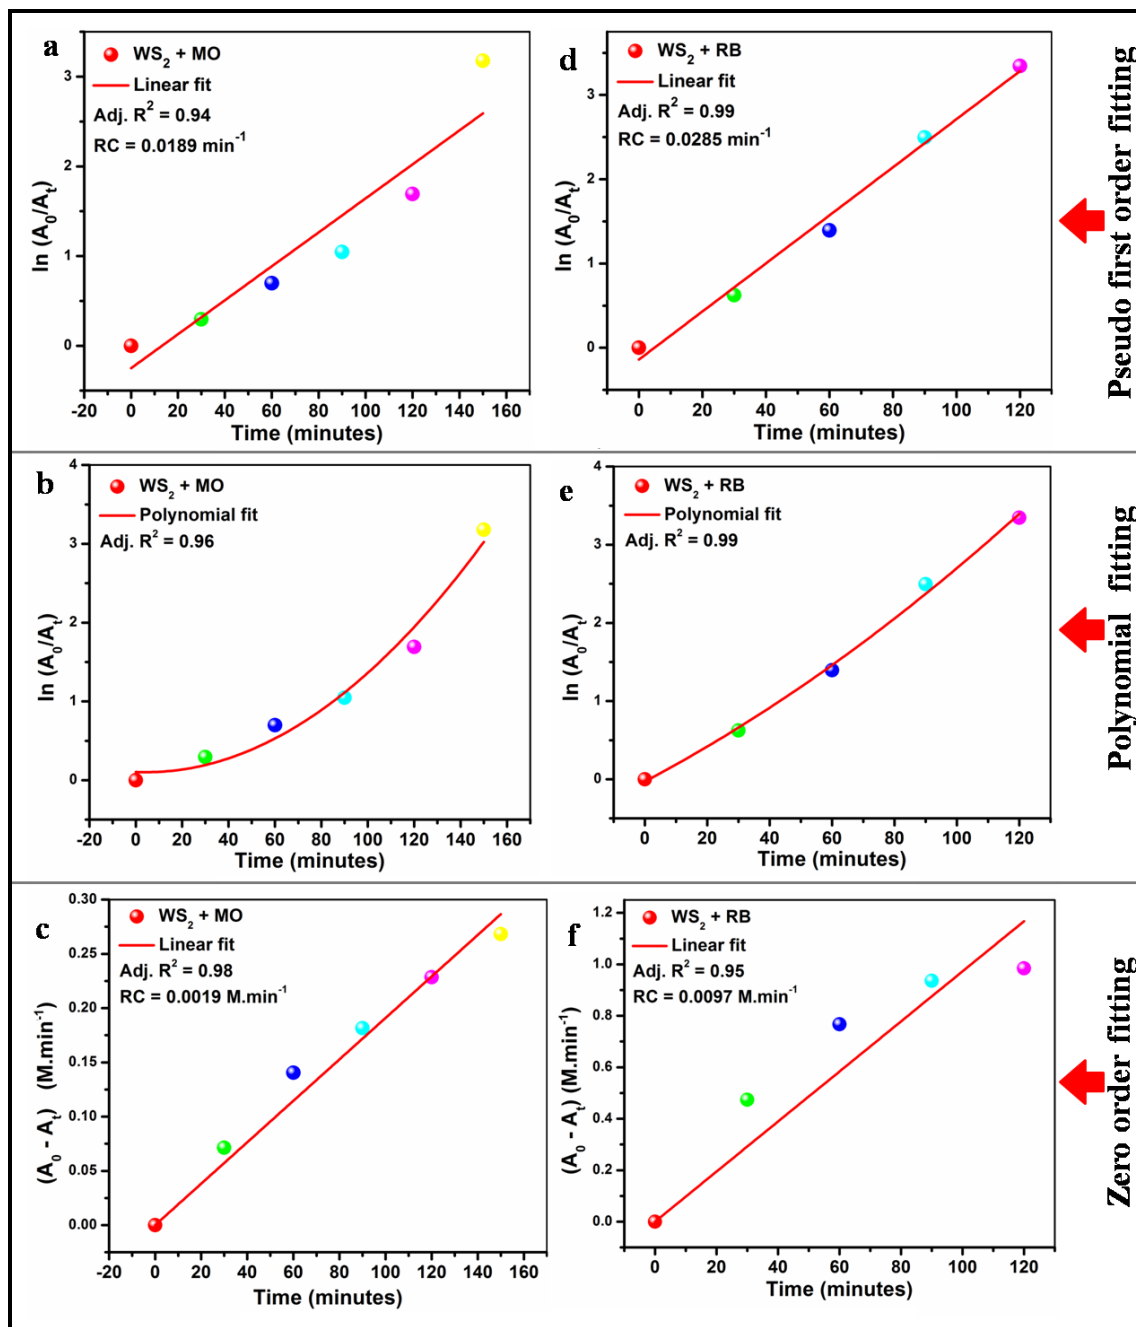 a
WS2 + MO
Linear fit
Adj. R2 = 0.94
RC = 0.0189 min-1
ln (A0/At)
3
2
1
0
-20 0 20 40 60 80 100 120 140 160
Time (minutes)
d
WS2 + RB
Linear fit
Adj. R2 = 0.99
RC = 0.0285 min-1
ln (A0/At)
3
2
1
0
0 20 40 60 80 100 120
Time (minutes)
Pseudo first order fitting
b
WS2 + MO
Polynomial fit
Adj. R2 = 0.96
ln (A0/At)
4
3
2
1
0
-20 0 20 40 60 80 100 120 140 160
Time (minutes)
e
WS2 + RB
Polynomial fit
Adj. R2 = 0.99
ln (A0/At)
4
3
2
1
0
0 20 40 60 80 100 120
Time (minutes)
Polynomial fitting
c
WS2 + MO
Linear fit
Adj. R2 = 0.98
RC = 0.0019 M.min-1
(A0 - At) (M.min-1)
0.30
0.25
0.20
0.15
0.10
0.05
0.00
-20 0 20 40 60 80 100 120 140 160
Time (minutes)
f
WS2 + RB
Linear fit
Adj. R2 = 0.95
RC = 0.0097 M.min-1
(A0 - At) (M.min-1)
1.2
1.0
0.8
0.6
0.4
0.2
0.0
0 20 40 60 80 100 120
Time (minutes)
Zero order fitting